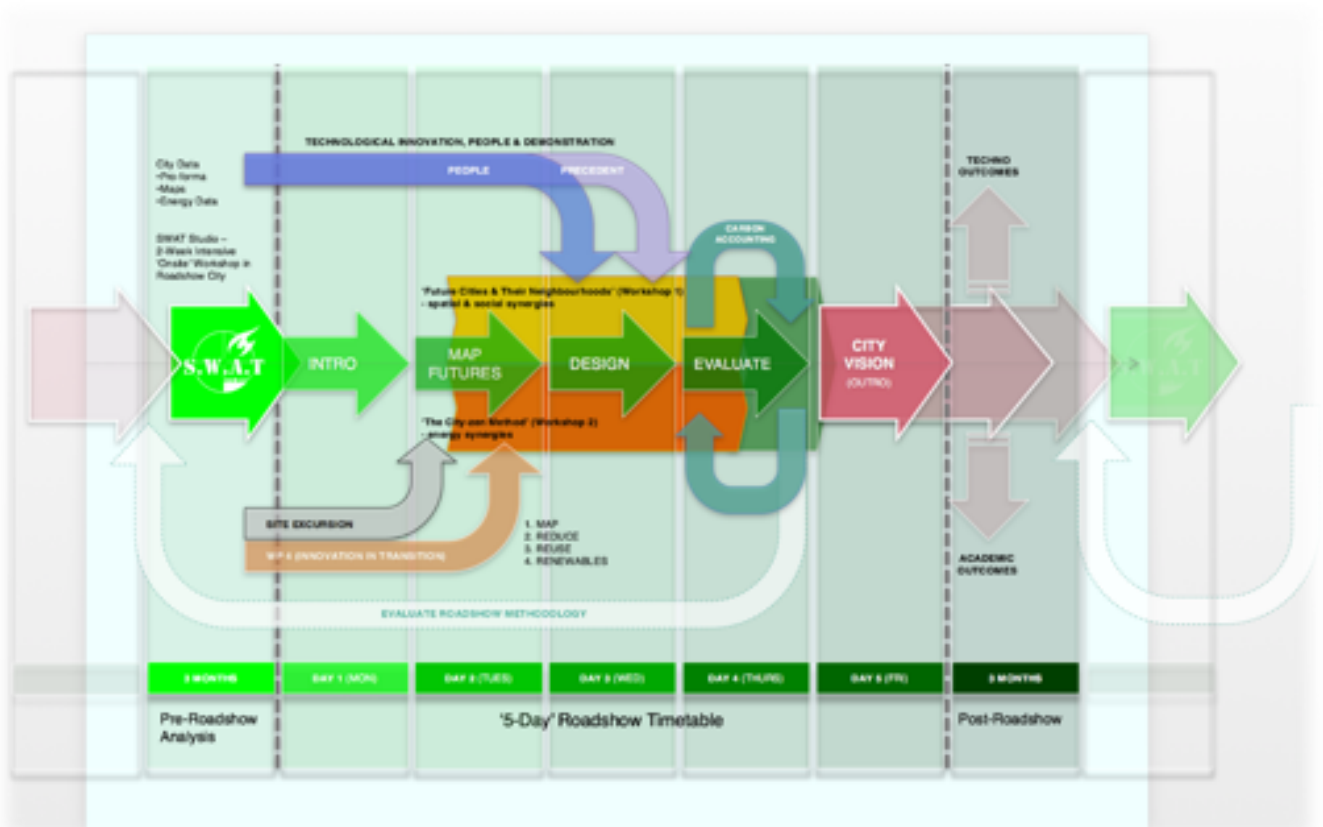 TECHNOLOGICAL INNOVATION, PEOPLE & DEMONSTRATION
PEOPLE
PRECEDENT
City Data
-Pro-forma
-Maps
-Energy Data
SWAT Studio –
2-Week Intensive
'Onsite' Workshop in
Roadshow City
TECHNO
OUTCOMES
CARBON
ACCOUNTING
'Future Cities & Their Neighbourhoods' (Workshop 1)
- spatial & social synergies
S.W.A.T
INTRO
MAP
FUTURES
DESIGN
EVALUATE
CITY
VISION
(OUTRO)
S.W.A.T
'The City-zen Method' (Workshop 2)
- energy synergies
SITE EXCURSION
(INNOVATION IN TRANSITION)
1. MAP
2. REDUCE
3. REUSE
4. RENEWABLES
ACADEMIC
OUTCOMES
EVALUATE ROADSHOW METHODOLOGY
3 MONTHS
DAY 1 (MON)
DAY 2 (TUES)
DAY 3 (WED)
DAY 4 (THURS)
DAY 5 (FRI)
3 MONTHS
Pre-Roadshow
Analysis
'5-Day' Roadshow Timetable
Post-Roadshow